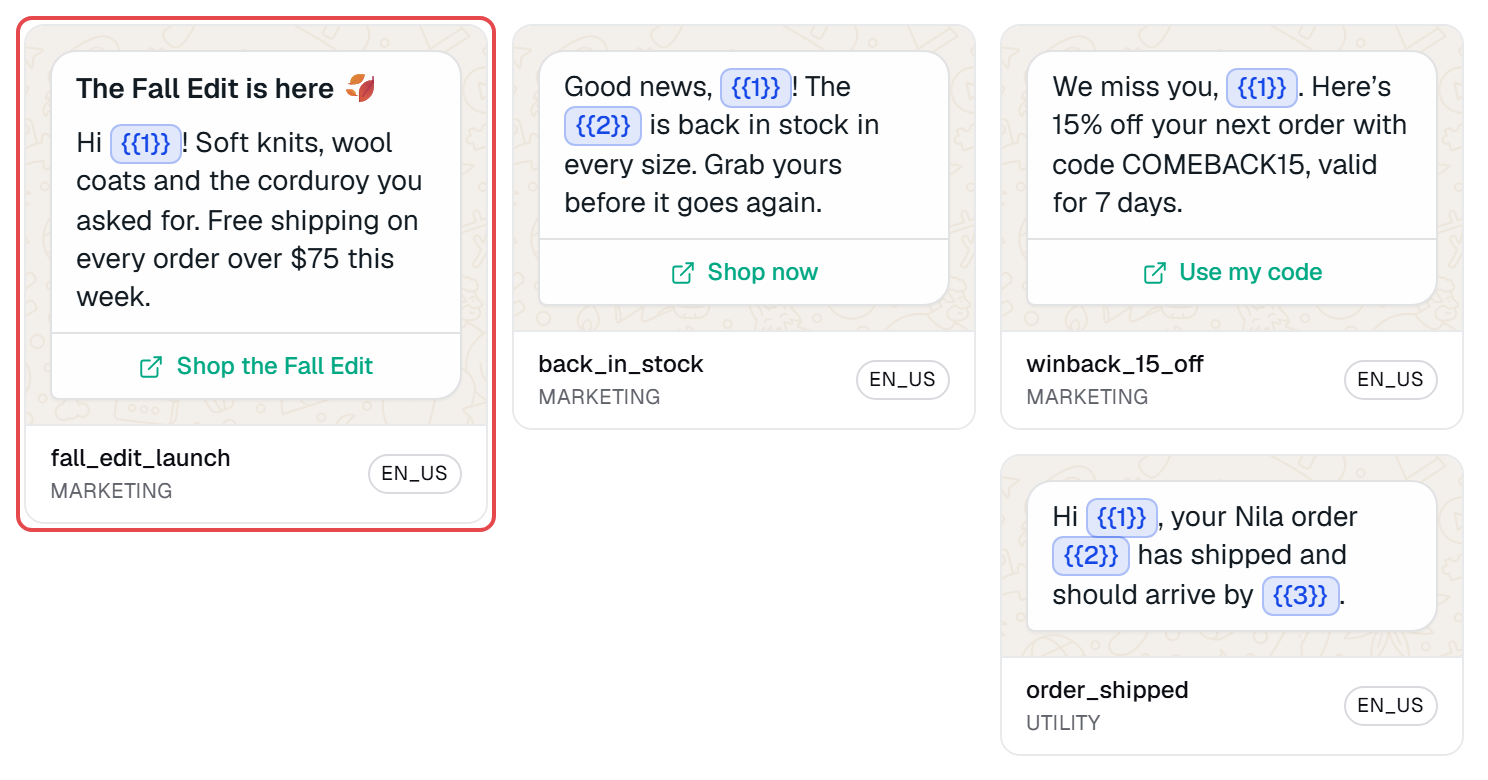 The Fall Edit is here 🍂
Hi {{1}}! Soft knits, wool
coats and the corduroy you
asked for. Free shipping on
every order over $75 this
week.
Shop the Fall Edit
fall_edit_launch
MARKETING
EN_US
Good news, {{1}}! The
{{2}} is back in stock in
every size. Grab yours
before it goes again.
Shop now
back_in_stock
MARKETING
EN_US
We miss you, {{1}}. Here’s
15% off your next order with
code COMEBACK15, valid
for 7 days.
Use my code
winback_15_off
MARKETING
EN_US
Hi {{1}}, your Nila order
{{2}} has shipped and
should arrive by {{3}}.
order_shipped
UTILITY
EN_US